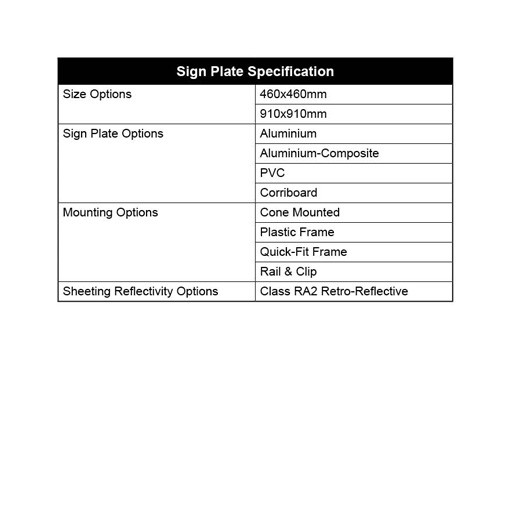 Sign Plate Specification
Size Options
460x460mm
910x910mm
Sign Plate Options
Aluminium
Aluminium-Composite
PVC
Corriboard
Mounting Options
Cone Mounted
Plastic Frame
Quick-Fit Frame
Rail & Clip
Sheeting Reflectivity Options
Class RA2 Retro-Reflective